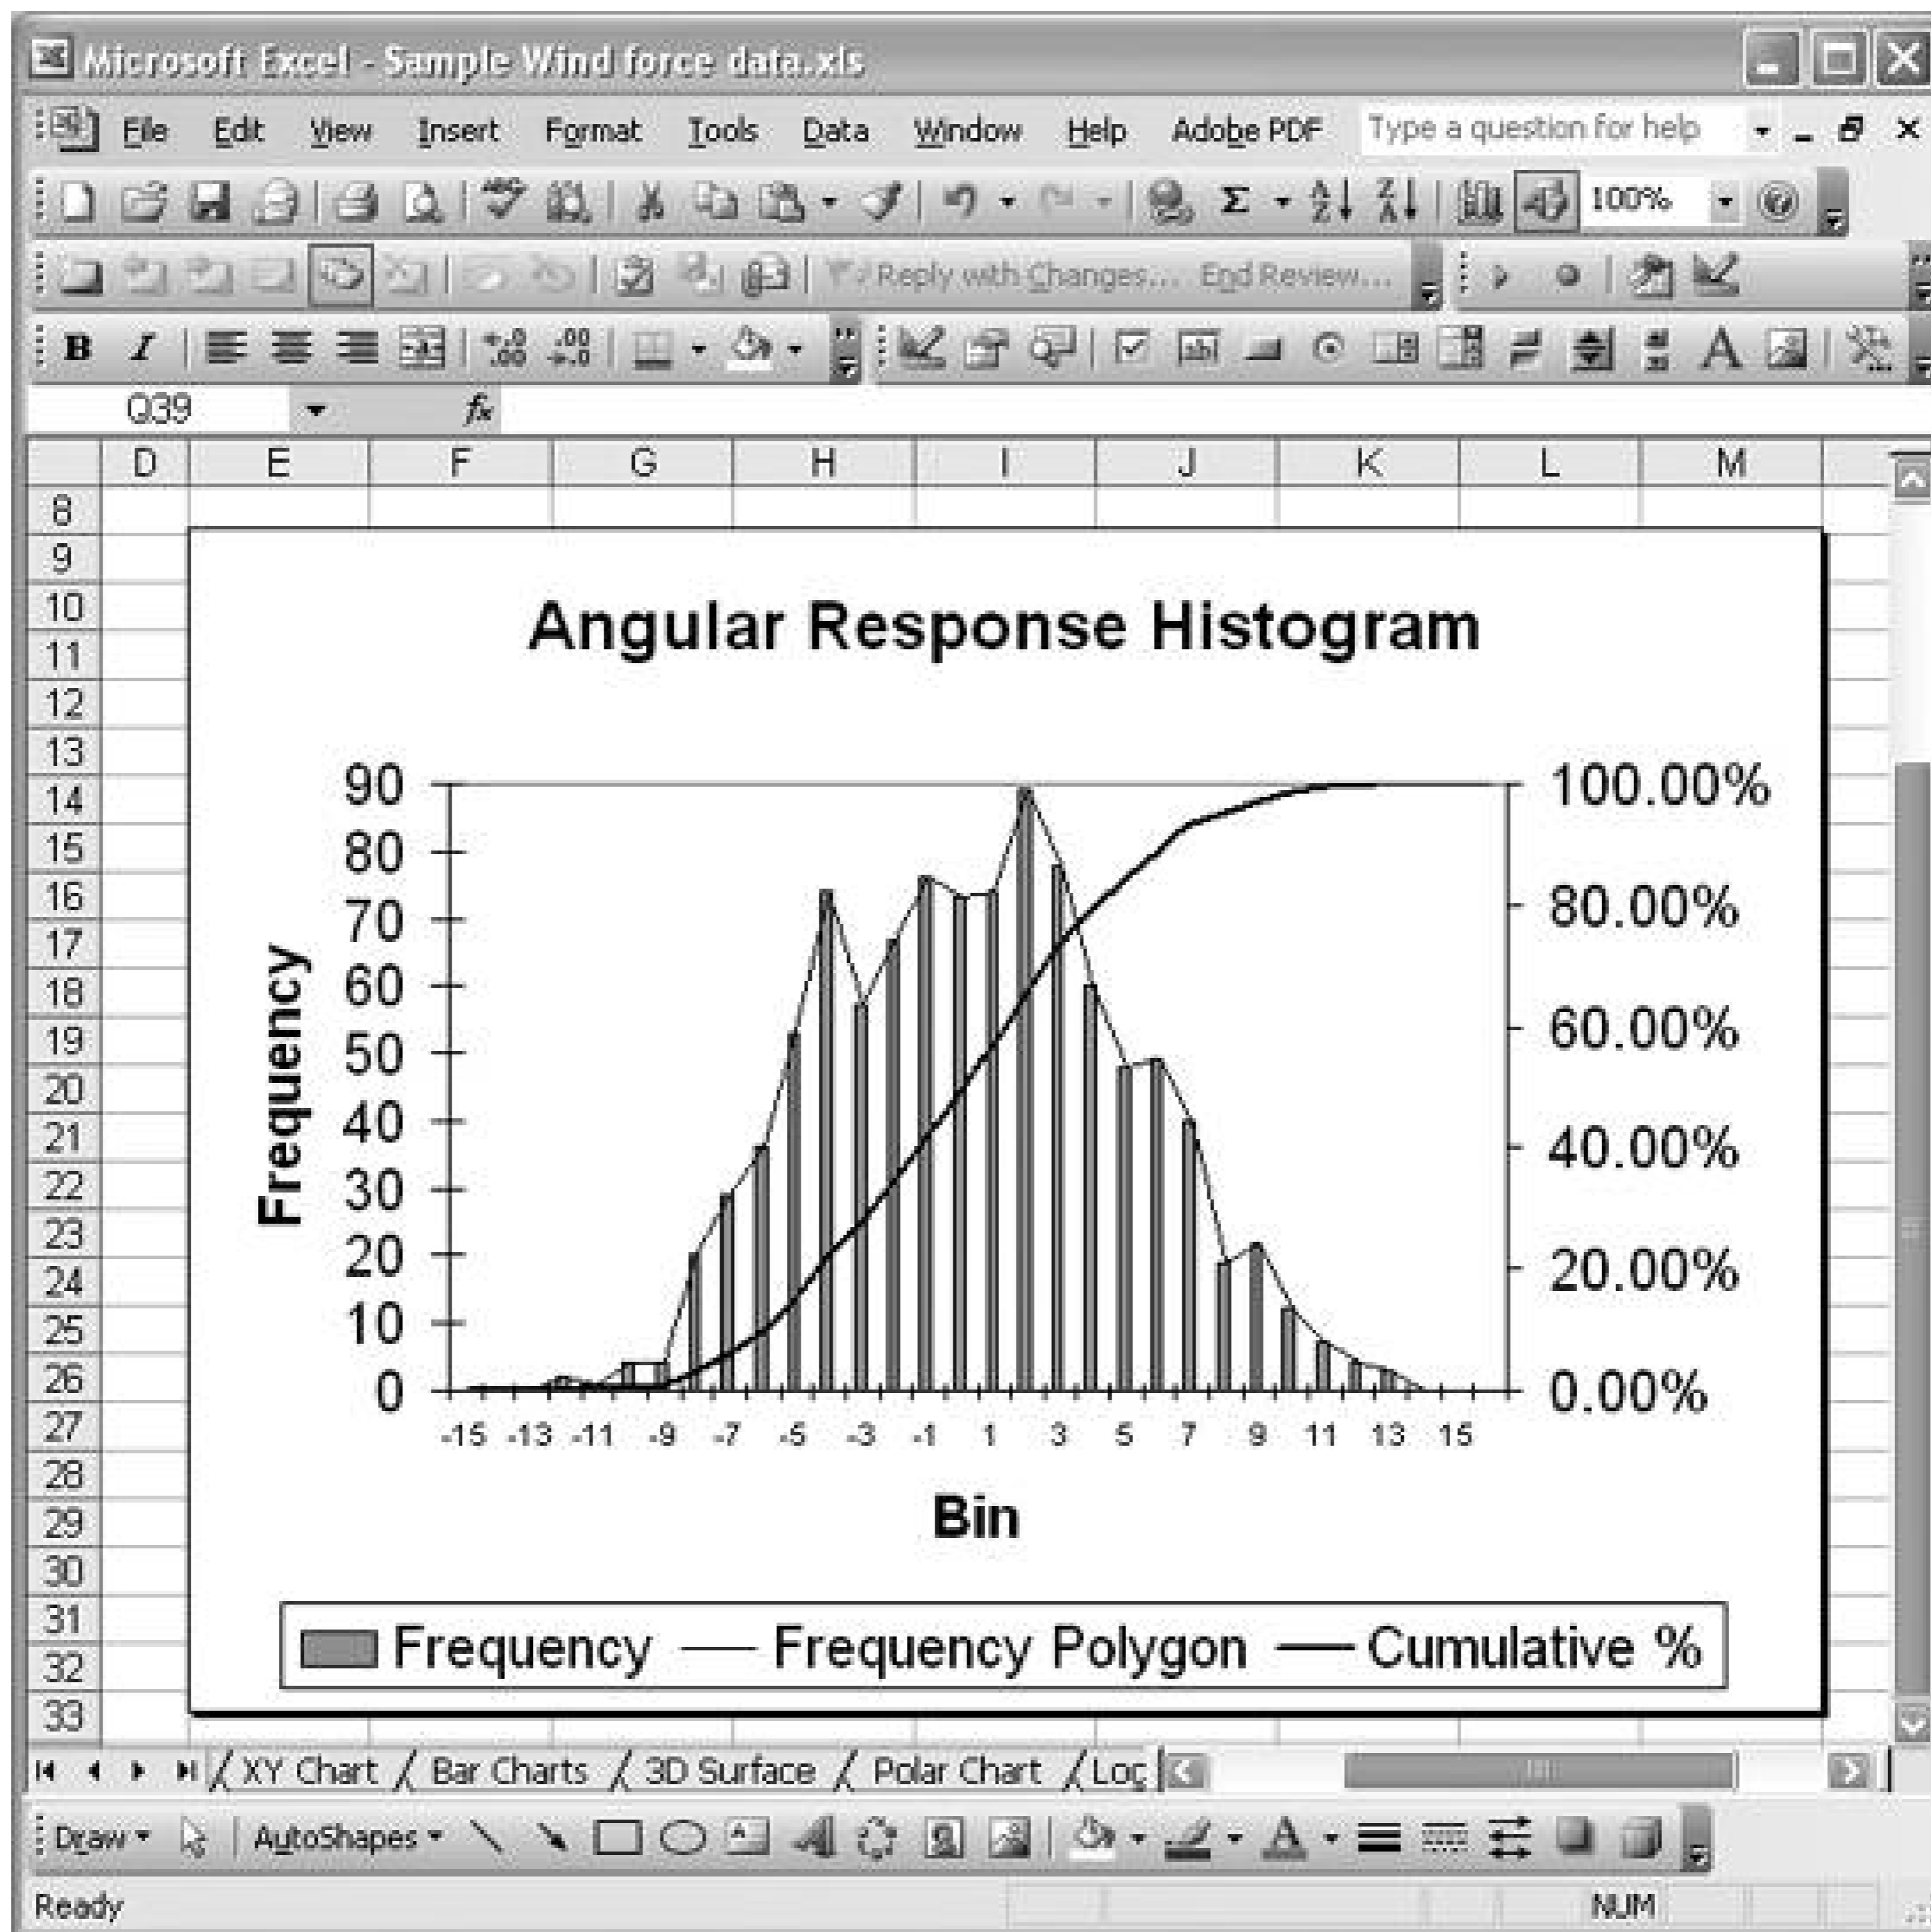 Microsoft Excel - Sample Wind force data.xls
File Edit View Insert Format Tools Data Window Help Adobe PDF Type a question for help
100%
Reply with Changes... End Review...
B I
Q39 fx
D E F G H I J K L M
8
9
10
11
12
13
14
15
16
17
18
19
20
21
22
23
24
25
26
27
28
29
30
31
32
33
Angular Response Histogram
90 100.00%
80
70 80.00%
60
50 60.00%
40 40.00%
30
20 20.00%
10
0 0.00%
Frequency
-15 -13 -11 -9 -7 -5 -3 -1 1 3 5 7 9 11 13 15
Bin
Frequency Frequency Polygon Cumulative %
XY Chart Bar Charts 3D Surface Polar Chart Log
Draw AutoShapes
Ready NUM